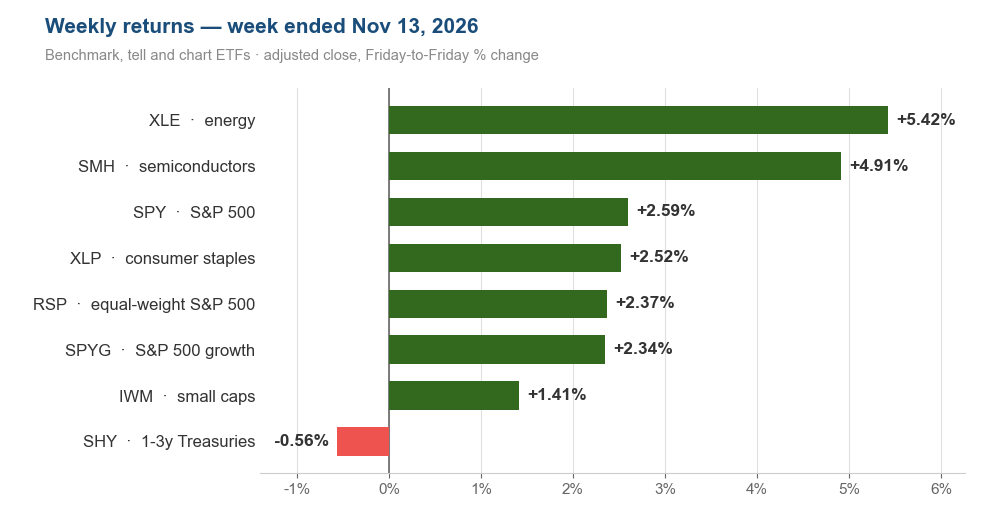 Weekly returns — week ended Nov 13, 2026
Benchmark, tell and chart ETFs · adjusted close, Friday-to-Friday % change
XLE · energy +5.42%
SMH · semiconductors +4.91%
SPY · S&P 500 +2.59%
XLP · consumer staples +2.52%
RSP · equal-weight S&P 500 +2.37%
SPYG · S&P 500 growth +2.34%
IWM · small caps +1.41%
SHY · 1-3y Treasuries -0.56%
-1% 0% 1% 2% 3% 4% 5% 6%